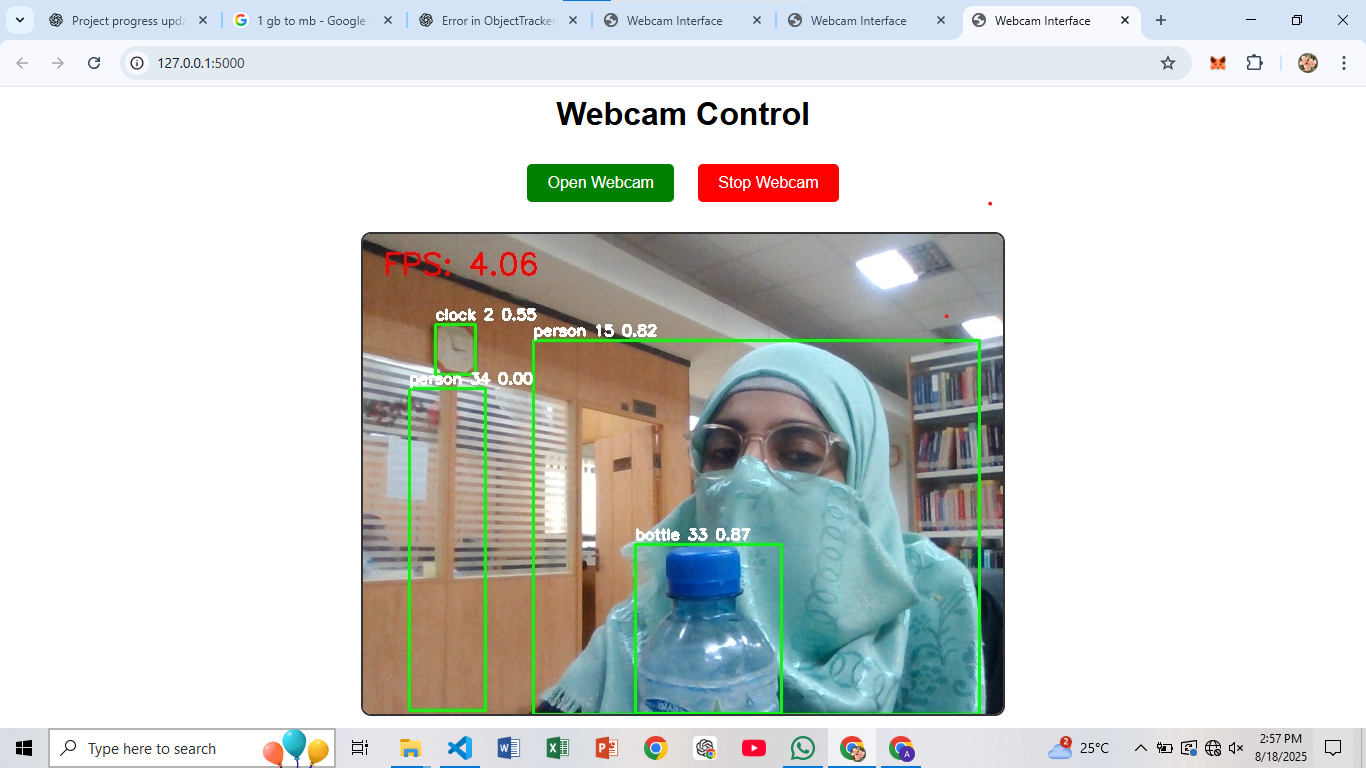 Project progress upda
1 gb to mb - Google
Error in ObjectTracker
Webcam Interface
Webcam Interface
Webcam Interface
127.0.0.1:5000
Webcam Control
Open Webcam
Stop Webcam
FPS: 4.06
clock 2 0.55
person 15 0.82
person 34 0.00
bottle 33 0.87
Type here to search
2
25°C
2:57 PM
8/18/2025